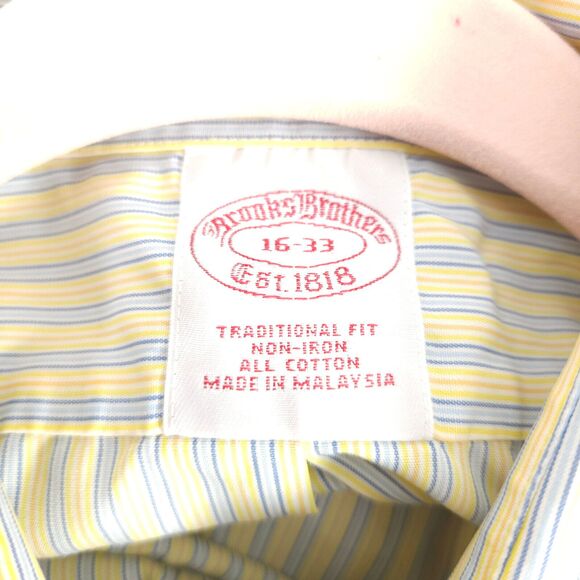 Brooks Brothers
16-33
Est. 1818
TRADITIONAL FIT
NON-IRON
ALL COTTON
MADE IN MALAYSIA